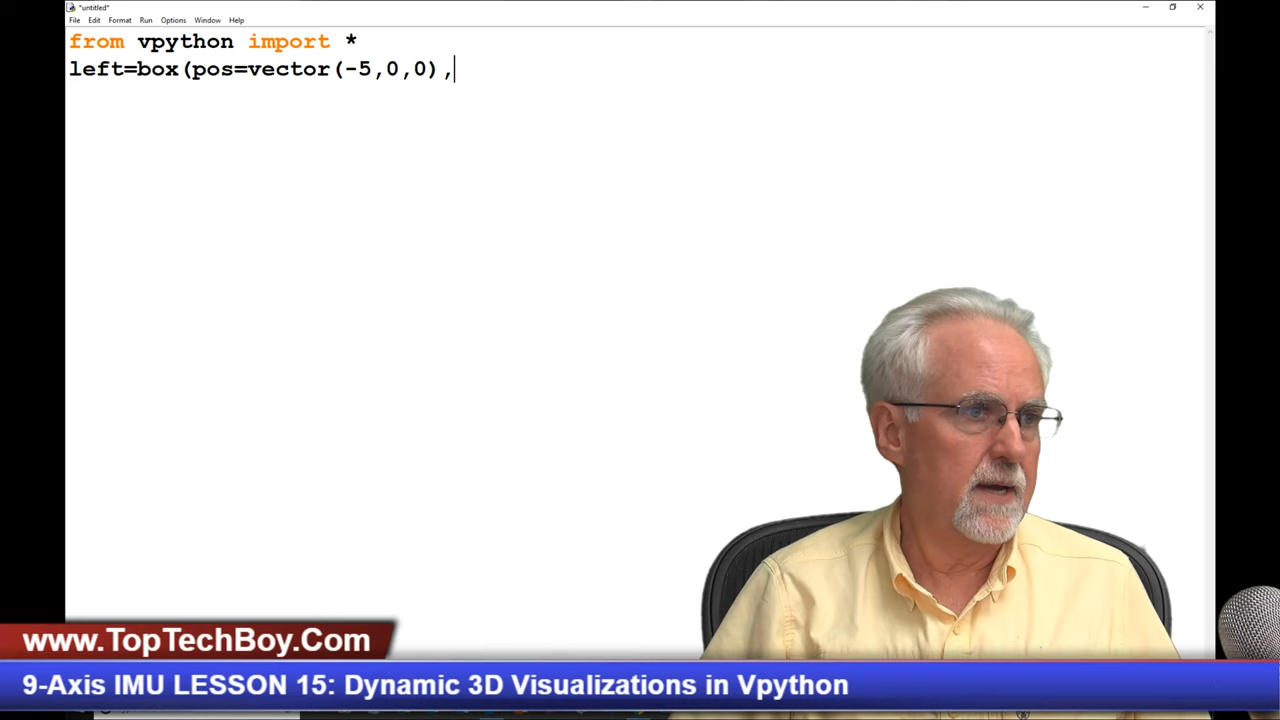 *untitled*
File Edit Format Run Options Window Help
from vpython import *
left=box(pos=vector(-5,0,0),
www.TopTechBoy.Com
9-Axis IMU LESSON 15: Dynamic 3D Visualizations in Vpython